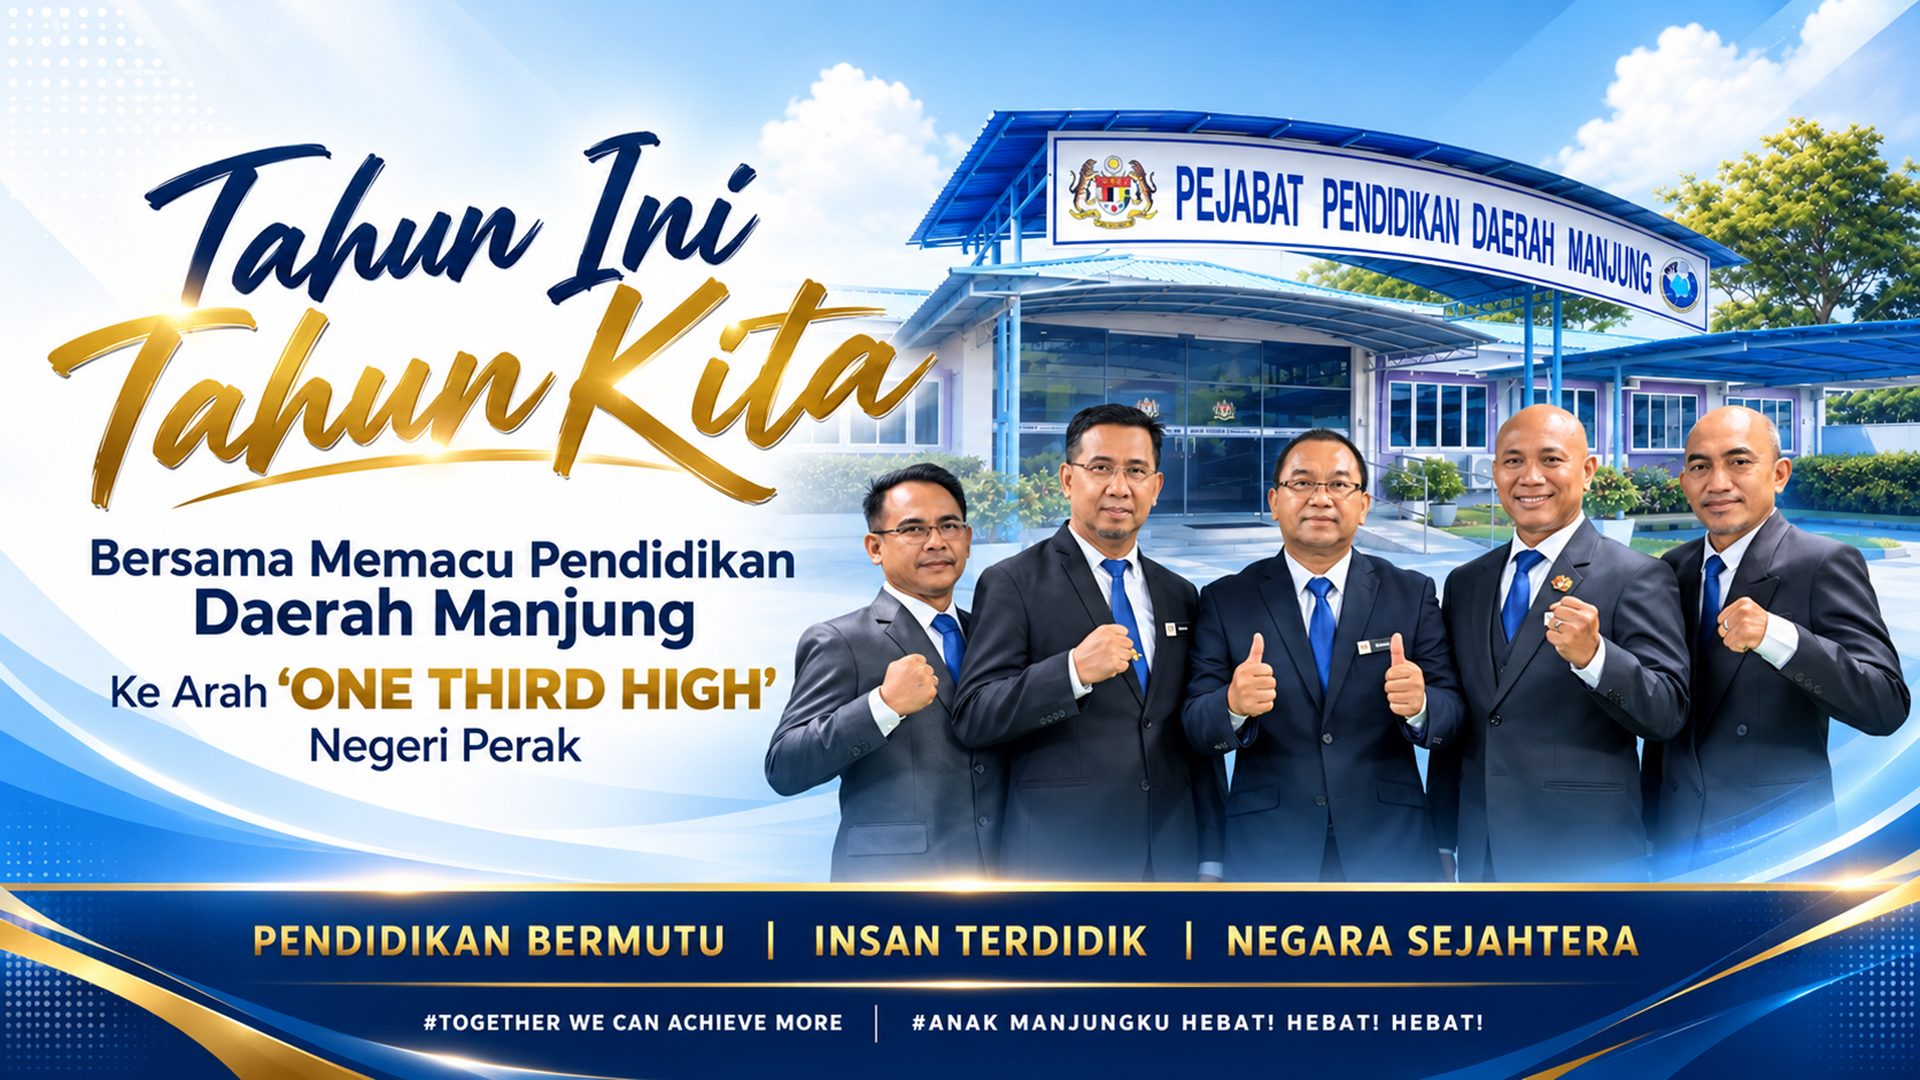 Tahun Ini
Tahun Kita
Bersama Memacu Pendidikan
Daerah Manjung
Ke Arah ‘ONE THIRD HIGH’
Negeri Perak
PEJABAT PENDIDIKAN DAERAH MANJUNG
PENDIDIKAN BERMUTU | INSAN TERDIDIK | NEGARA SEJAHTERA
#TOGETHER WE CAN ACHIEVE MORE | #ANAK MANJUNGKU HEBAT! HEBAT! HEBAT!